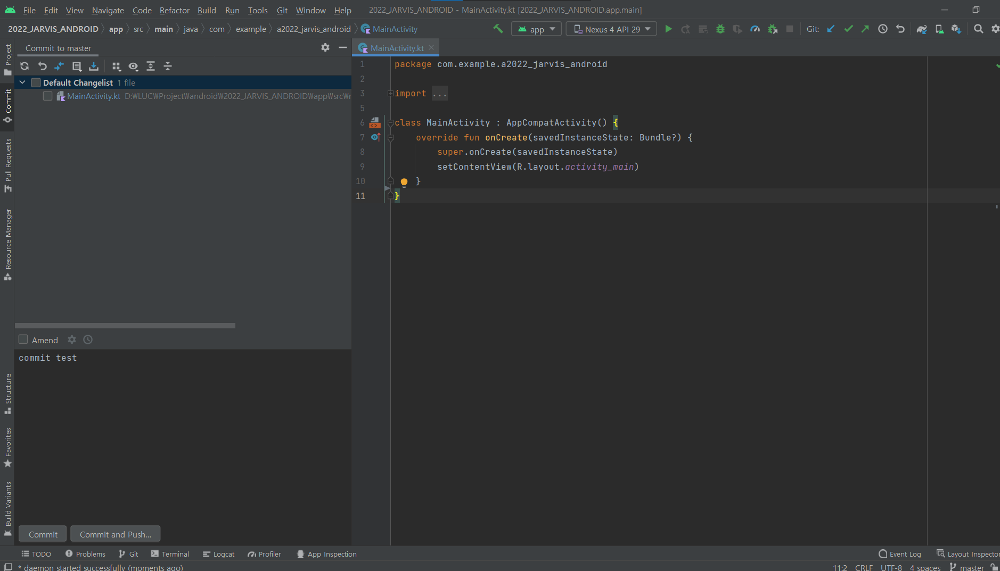 File Edit View Navigate Code Refactor Build Run Tools Git Window Help 2022_JARVIS_ANDROID - MainActivity.kt [2022_JARVIS_ANDROID.app.main]
2022_JARVIS_ANDROID app src main java com example a2022_jarvis_android MainActivity app Nexus 4 API 29 Git:
Project
Commit
Pull Requests
Resource Manager
Structure
Favorites
Build Variants
Commit to master
Default Changelist 1 file
MainActivity.kt D:₩LUC₩Project₩android₩2022_JARVIS_ANDROID₩app₩src₩
Amend
commit test
Commit Commit and Push...
MainActivity.kt
1 package com.example.a2022_jarvis_android
2
3 import ...
5
6 class MainActivity : AppCompatActivity() {
7 override fun onCreate(savedInstanceState: Bundle?) {
8 super.onCreate(savedInstanceState)
9 setContentView(R.layout.activity_main)
10 }
11 }
TODO Problems Git Terminal Logcat Profiler App Inspection Event Log Layout Inspector
* daemon started successfully (moments ago) 11:2 CRLF UTF-8 4 spaces master